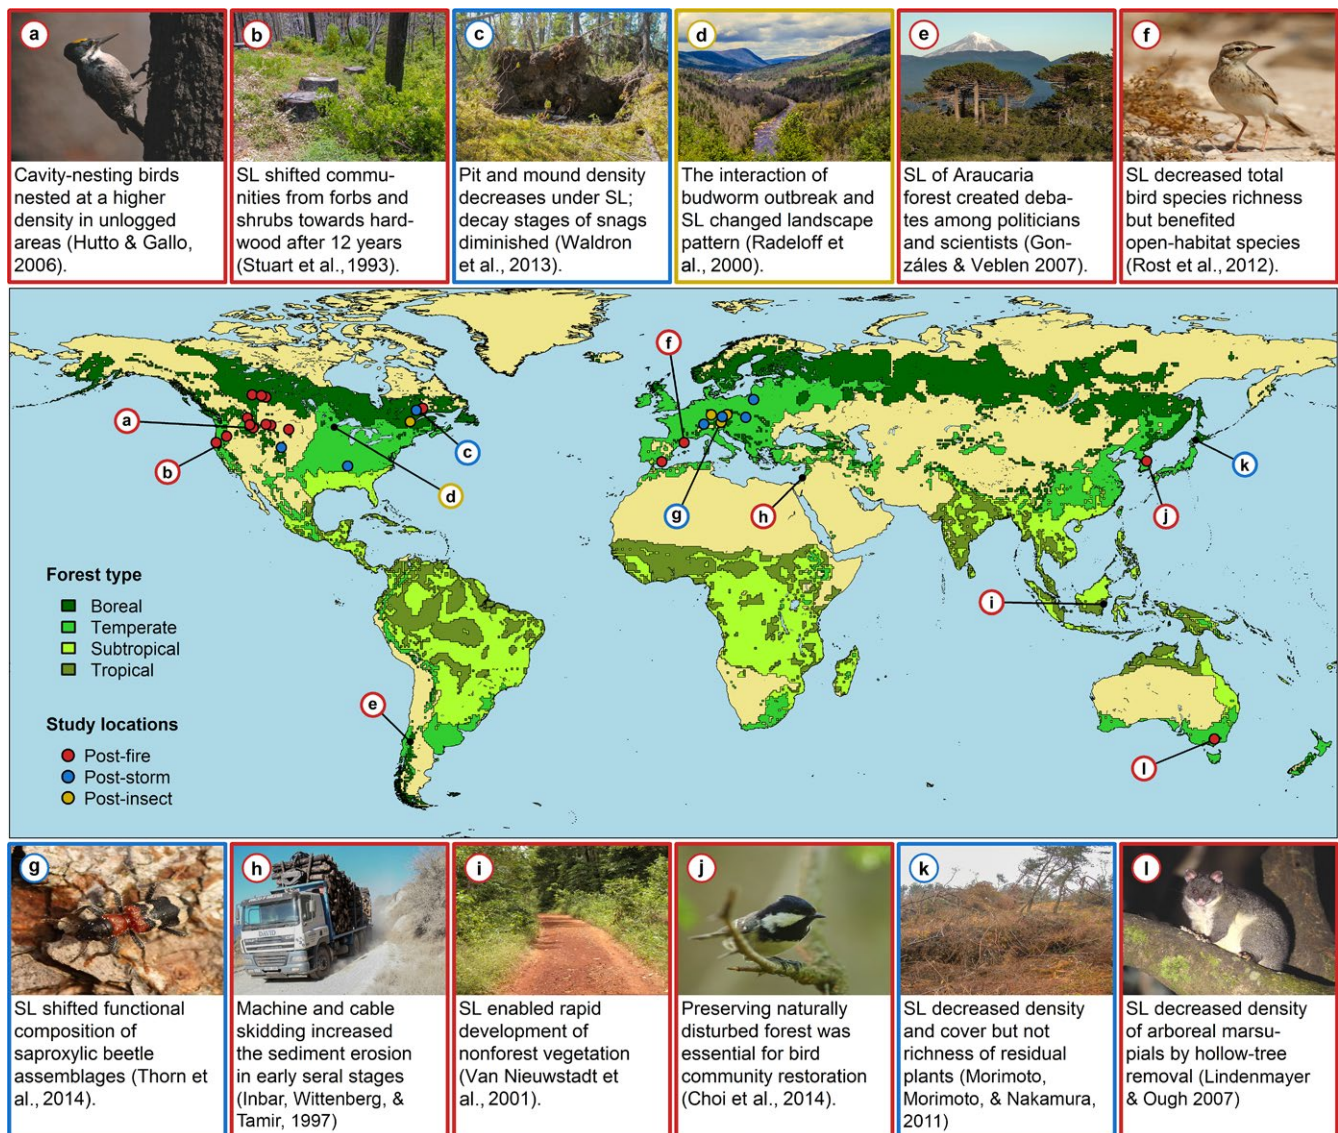 a
b
c
d
e
f
Cavity-nesting birds
nested at a higher
density in unlogged
areas (Hutto & Gallo,
2006).
SL shifted commu-
nities from forbs and
shrubs towards hard-
wood after 12 years
(Stuart et al., 1993).
Pit and mound density
decreases under SL;
decay stages of snags
diminished (Waldron
et al., 2013).
The interaction of
budworm outbreak and
SL changed landscape
pattern (Radeloff et
al., 2000).
SL of Araucaria
forest created deba-
tes among politicians
and scientists (Gon-
záles & Veblen 2007).
SL decreased total
bird species richness
but benefited
open-habitat species
(Rost et al., 2012).
f
a
b
c
d
g
h
k
j
i
e
l
Forest type
Boreal
Temperate
Subtropical
Tropical
Study locations
Post-fire
Post-storm
Post-insect
g
h
i
j
k
l
SL shifted functional
composition of
saproxylic beetle
assemblages (Thorn et
al., 2014).
Machine and cable
skidding increased
the sediment erosion
in early seral stages
(Inbar, Wittenberg, &
Tamir, 1997)
SL enabled rapid
development of
nonforest vegetation
(Van Nieuwstadt et
al., 2001).
Preserving naturally
disturbed forest was
essential for bird
community restoration
(Choi et al., 2014).
SL decreased density
and cover but not
richness of residual
plants (Morimoto,
Morimoto, & Nakamura,
2011)
SL decreased density
of arboreal marsu-
pials by hollow-tree
removal (Lindenmayer
& Ough 2007)